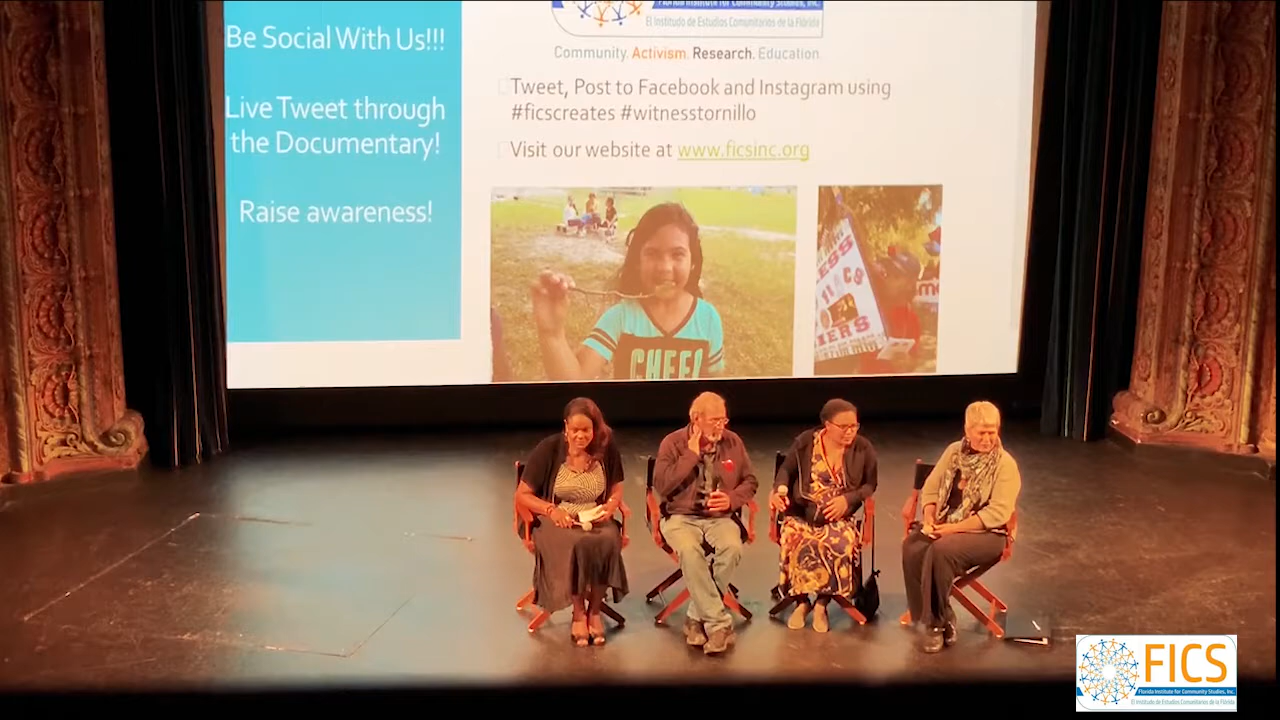 Be Social With Us!!!
Live Tweet through
the Documentary!
Raise awareness!
Florida Institute for Community Studies, Inc.
El Instituto de Estudios Comunitarios de la Flórida
Community. Activism. Research. Education
Tweet, Post to Facebook and Instagram using
#ficscreates #witnesstornillo
Visit our website at www.ficsinc.org
CHEE
FICS
Florida Institute for Community Studies, Inc.
El Instituto de Estudios Comunitarios de la Flórida